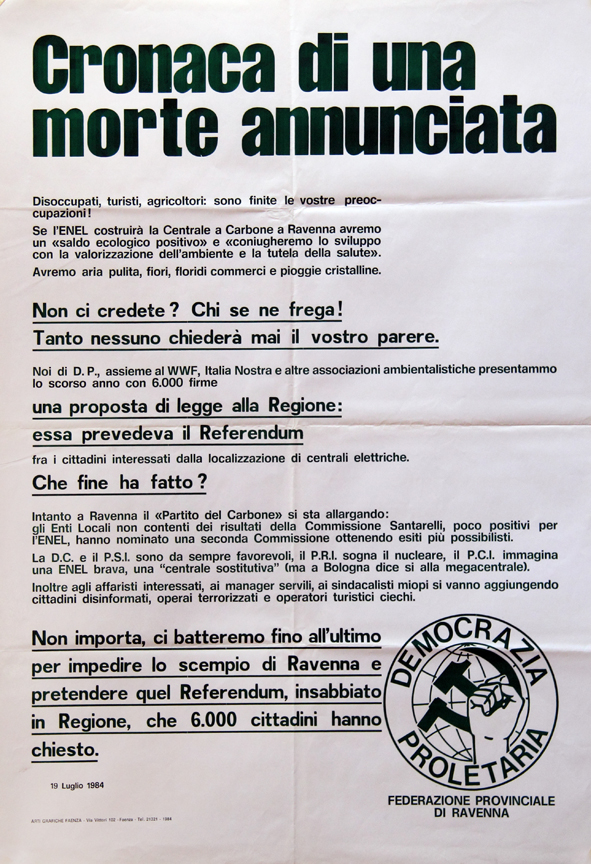 Cronaca di una
morte annunciata
Disoccupati, turisti, agricoltori: sono finite le vostre preoc-
cupazioni!
Se l'ENEL costruirà la Centrale a Carbone a Ravenna avremo
un «saldo ecologico positivo» e «coniugheremo lo sviluppo
con la valorizzazione dell'ambiente e la tutela della salute».
Avremo aria pulita, fiori, floridi commerci e pioggie cristalline.
Non ci credete? Chi se ne frega!
Tanto nessuno chiederà mai il vostro parere.
Noi di D.P., assieme al WWF, Italia Nostra e altre associazioni ambientalistiche presentammo
lo scorso anno con 6.000 firme
una proposta di legge alla Regione:
essa prevedeva il Referendum
fra i cittadini interessati dalla localizzazione di centrali elettriche.
Che fine ha fatto?
Intanto a Ravenna il «Partito del Carbone» si sta allargando:
gli Enti Locali non contenti dei risultati della Commissione Santarelli, poco positivi per
l'ENEL, hanno nominato una seconda Commissione ottenendo esiti più possibilisti.
La D.C. e il P.S.I. sono da sempre favorevoli, il P.R.I. sogna il nucleare, il P.C.I. immagina
una ENEL brava, una "centrale sostitutiva" (ma a Bologna dice si alla megacentrale).
Inoltre agli affaristi interessati, ai manager servili, ai sindacalisti miopi si vanno aggiungendo
cittadini disinformati, operai terrorizzati e operatori turistici ciechi.
Non importa, ci batteremo fino all'ultimo
per impedire lo scempio di Ravenna e
pretendere quel Referendum, insabbiato
in Regione, che 6.000 cittadini hanno
chiesto.
DEMOCRAZIA
PROLETARIA
19 Luglio 1984
FEDERAZIONE PROVINCIALE
DI RAVENNA
ARTI GRAFICHE FAENZA - Via Vittori - Faenza - Tel. - 1984